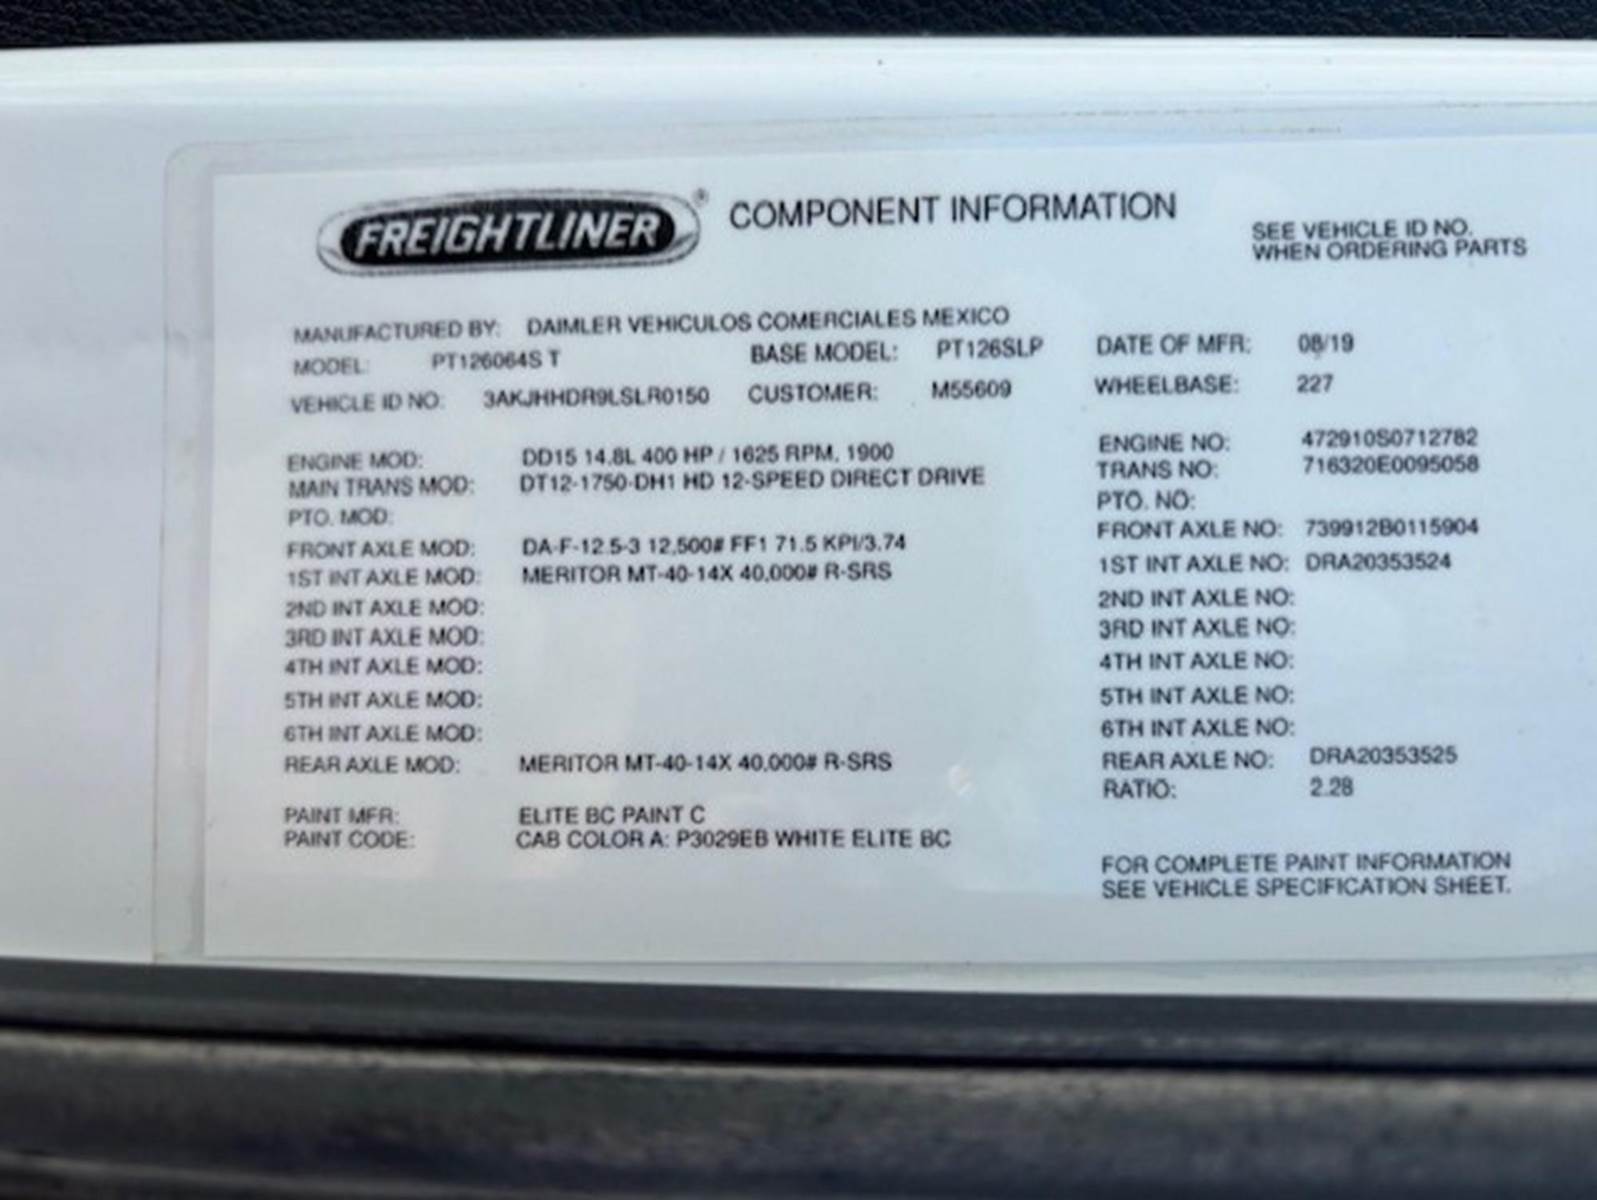 FREIGHTLINER® COMPONENT INFORMATION
SEE VEHICLE ID NO.
WHEN ORDERING PARTS
MANUFACTURED BY: DAIMLER VEHICULOS COMERCIALES MEXICO
MODEL: PT126064S T BASE MODEL: PT126SLP DATE OF MFR: 08/19
VEHICLE ID NO: 3AKJHHDR9LSLR0150 CUSTOMER: M55609 WHEELBASE: 227
ENGINE MOD: DD15 14.8L 400 HP / 1625 RPM, 1900 ENGINE NO: 472910S0712782
MAIN TRANS MOD: DT12-1750-DH1 HD 12-SPEED DIRECT DRIVE TRANS NO: 716320E0095058
PTO. MOD: PTO. NO:
FRONT AXLE MOD: DA-F-12.5-3 12,500# FF1 71.5 KPI/3.74 FRONT AXLE NO: 739912B0115904
1ST INT AXLE MOD: MERITOR MT-40-14X 40,000# R-SRS 1ST INT AXLE NO: DRA20353524
2ND INT AXLE MOD: 2ND INT AXLE NO:
3RD INT AXLE MOD: 3RD INT AXLE NO:
4TH INT AXLE MOD: 4TH INT AXLE NO:
5TH INT AXLE MOD: 5TH INT AXLE NO:
6TH INT AXLE MOD: 6TH INT AXLE NO:
REAR AXLE MOD: MERITOR MT-40-14X 40,000# R-SRS REAR AXLE NO: DRA20353525
RATIO: 2.28
PAINT MFR: ELITE BC PAINT C
PAINT CODE: CAB COLOR A: P3029EB WHITE ELITE BC
FOR COMPLETE PAINT INFORMATION
SEE VEHICLE SPECIFICATION SHEET.